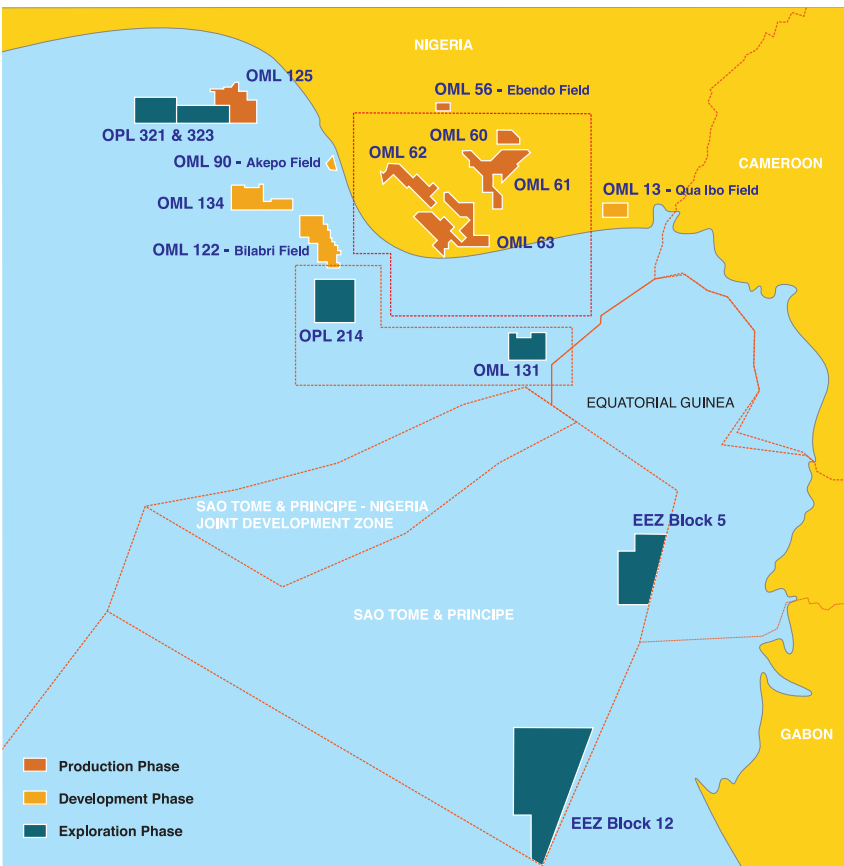 NIGERIA
OML 125
OML 56 - Ebendo Field
OPL 321 & 323
OML 60
OML 62
OML 90 - Akepo Field
CAMEROON
OML 61
OML 13 - Qua Ibo Field
OML 134
OML 63
OML 122 - Bilabri Field
OPL 214
OML 131
EQUATORIAL GUINEA
SAO TOME & PRINCIPE - NIGERIA
JOINT DEVELOPMENT ZONE
EEZ Block 5
SAO TOME & PRINCIPE
GABON
Production Phase
Development Phase
Exploration Phase
EEZ Block 12